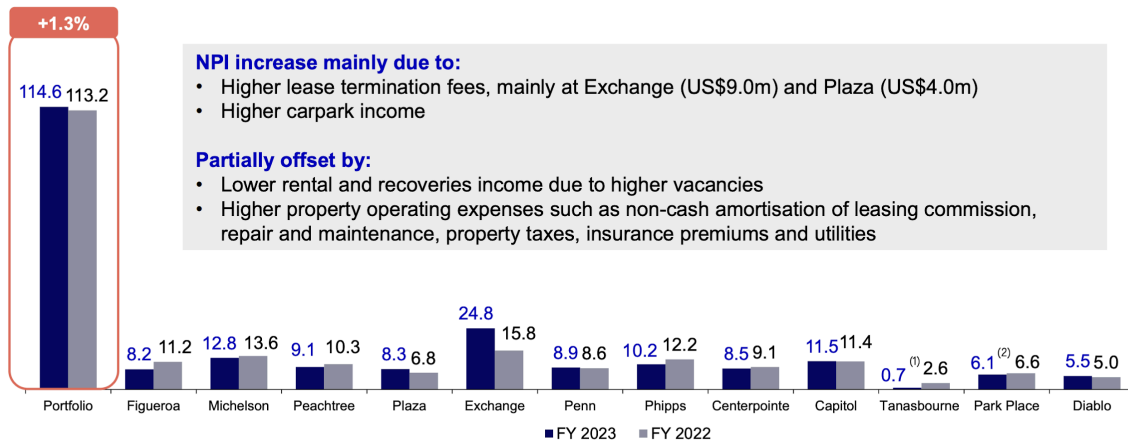 +1.3%
NPI increase mainly due to:
• Higher lease termination fees, mainly at Exchange (US$9.0m) and Plaza (US$4.0m)
• Higher carpark income
Partially offset by:
• Lower rental and recoveries income due to higher vacancies
• Higher property operating expenses such as non-cash amortisation of leasing commission,
repair and maintenance, property taxes, insurance premiums and utilities
114.6 113.2
8.2 11.2
12.8 13.6
9.1 10.3
8.3 6.8
24.8 15.8
8.9 8.6
10.2 12.2
8.5 9.1
11.5 11.4
0.7 (1) 2.6
6.1 (2) 6.6
5.5 5.0
Portfolio Figueroa Michelson Peachtree Plaza Exchange Penn Phipps Centerpointe Capitol Tanasbourne Park Place Diablo
FY 2023 FY 2022